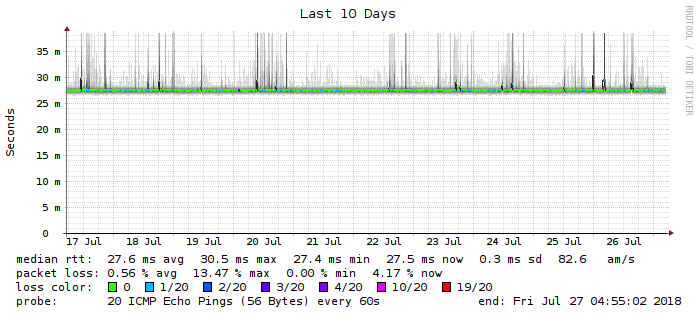 Last 10 Days
RRDTOOL / TOBI OETIKER
Seconds
35 m
30 m
25 m
20 m
15 m
10 m
5 m
0
17 Jul 18 Jul 19 Jul 20 Jul 21 Jul 22 Jul 23 Jul 24 Jul 25 Jul 26 Jul
median rtt: 27.6 ms avg 30.5 ms max 27.4 ms min 27.5 ms now 0.3 ms sd 82.6 am/s
packet loss: 0.56 % avg 13.47 % max 0.00 % min 4.17 % now
loss color: 0 1/20 2/20 3/20 4/20 10/20 19/20
probe: 20 ICMP Echo Pings (56 Bytes) every 60s end: Fri Jul 27 04:55:02 2018